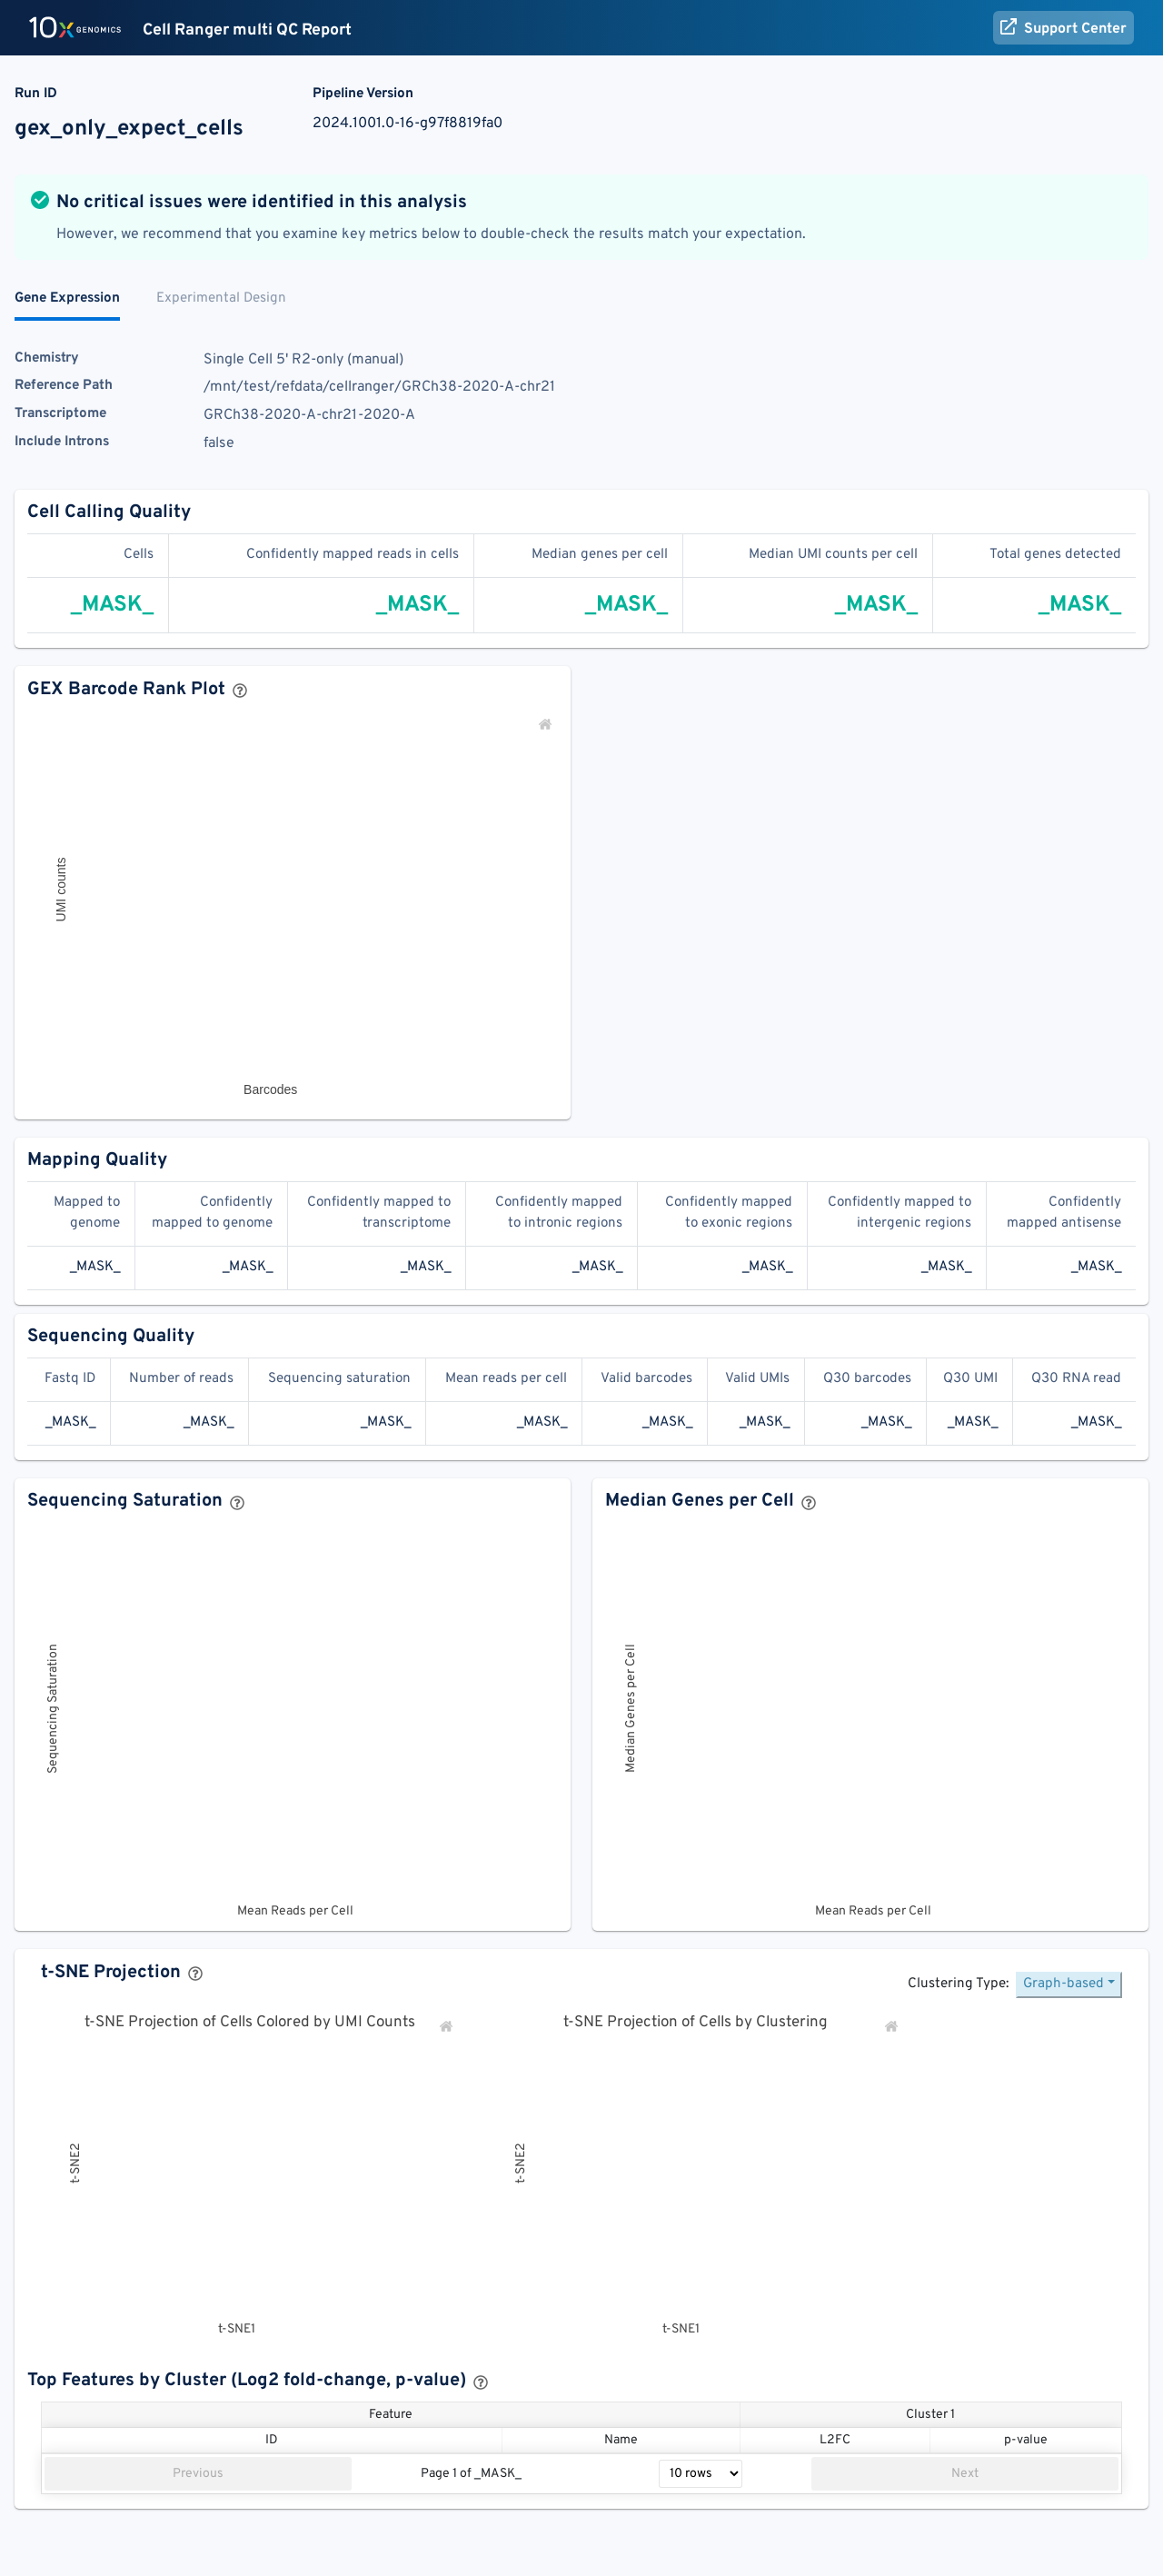 10x GENOMICS Cell Ranger multi QC Report Support Center
Run ID Pipeline Version
gex_only_expect_cells 2024.1001.0-16-g97f8819fa0
No critical issues were identified in this analysis
However, we recommend that you examine key metrics below to double-check the results match your expectation.
Gene Expression Experimental Design
Chemistry Single Cell 5' R2-only (manual)
Reference Path /mnt/test/refdata/cellranger/GRCh38-2020-A-chr21
Transcriptome GRCh38-2020-A-chr21-2020-A
Include Introns false
Cell Calling Quality
Cells Confidently mapped reads in cells Median genes per cell Median UMI counts per cell Total genes detected
_MASK_ _MASK_ _MASK_ _MASK_ _MASK_
GEX Barcode Rank Plot
UMI counts
Barcodes
Mapping Quality
Mapped to Confidently Confidently mapped to Confidently mapped Confidently mapped Confidently mapped to Confidently
genome mapped to genome transcriptome to intronic regions to exonic regions intergenic regions mapped antisense
_MASK_ _MASK_ _MASK_ _MASK_ _MASK_ _MASK_ _MASK_
Sequencing Quality
Fastq ID Number of reads Sequencing saturation Mean reads per cell Valid barcodes Valid UMIs Q30 barcodes Q30 UMI Q30 RNA read
_MASK_ _MASK_ _MASK_ _MASK_ _MASK_ _MASK_ _MASK_ _MASK_ _MASK_
Sequencing Saturation
Sequencing Saturation
Mean Reads per Cell
Median Genes per Cell
Median Genes per Cell
Mean Reads per Cell
t-SNE Projection
Clustering Type: Graph-based
t-SNE Projection of Cells Colored by UMI Counts
t-SNE2
t-SNE1
t-SNE Projection of Cells by Clustering
t-SNE2
t-SNE1
Top Features by Cluster (Log2 fold-change, p-value)
Feature Cluster 1
ID Name L2FC p-value
Previous Page 1 of _MASK_ 10 rows Next